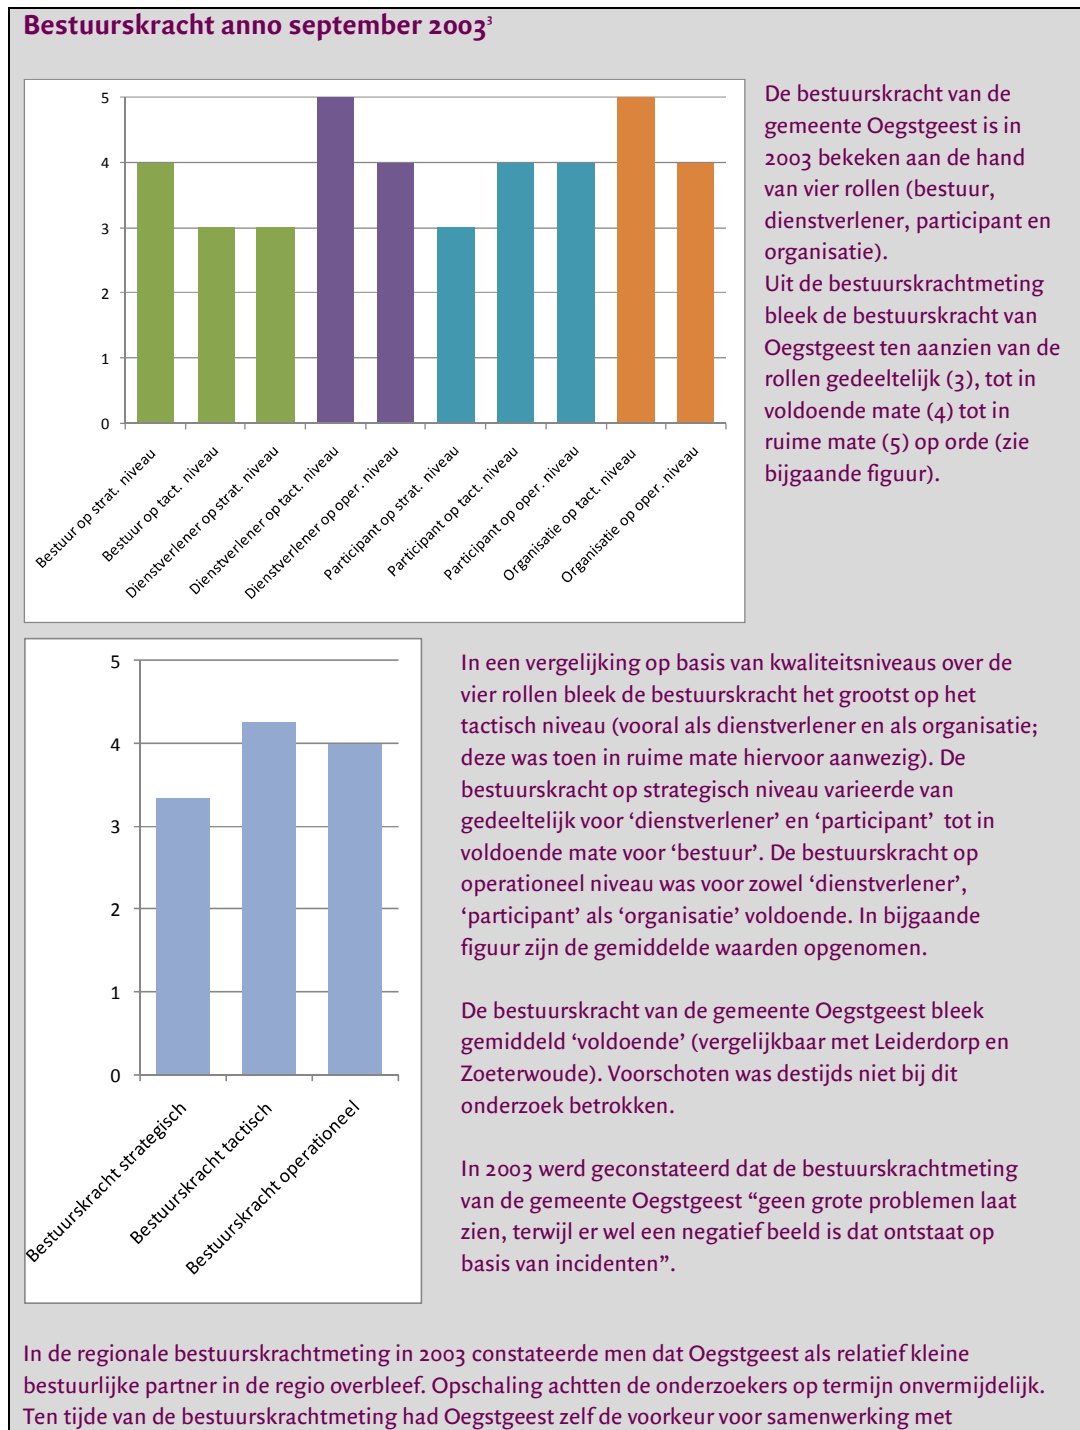 Bestuurskracht anno september 2003³
5
4
3
2
1
0
Bestuur op strat. niveau
Bestuur op tact. niveau
Dienstverlener op strat. niveau
Dienstverlener op tact. niveau
Dienstverlener op oper. niveau
Participant op strat. niveau
Participant op tact. niveau
Participant op oper. niveau
Organisatie op tact. niveau
Organisatie op oper. niveau
De bestuurskracht van de
gemeente Oegstgeest is in
2003 bekeken aan de hand
van vier rollen (bestuur,
dienstverlener, participant en
organisatie).
Uit de bestuurskrachtmeting
bleek de bestuurskracht van
Oegstgeest ten aanzien van de
rollen gedeeltelijk (3), tot in
voldoende mate (4) tot in
ruime mate (5) op orde (zie
bijgaande figuur).
5
4
3
2
1
0
Bestuurskracht strategisch
Bestuurskracht tactisch
Bestuurskracht operationeel
In een vergelijking op basis van kwaliteitsniveaus over de
vier rollen bleek de bestuurskracht het grootst op het
tactisch niveau (vooral als dienstverlener en als organisatie;
deze was toen in ruime mate hiervoor aanwezig). De
bestuurskracht op strategisch niveau varieerde van
gedeeltelijk voor ‘dienstverlener’ en ‘participant’ tot in
voldoende mate voor ‘bestuur’. De bestuurskracht op
operationeel niveau was voor zowel ‘dienstverlener’,
‘participant’ als ‘organisatie’ voldoende. In bijgaande
figuur zijn de gemiddelde waarden opgenomen.
De bestuurskracht van de gemeente Oegstgeest bleek
gemiddeld ‘voldoende’ (vergelijkbaar met Leiderdorp en
Zoeterwoude). Voorschoten was destijds niet bij dit
onderzoek betrokken.
In 2003 werd geconstateerd dat de bestuurskrachtmeting
van de gemeente Oegstgeest “geen grote problemen laat
zien, terwijl er wel een negatief beeld is dat ontstaat op
basis van incidenten”.
In de regionale bestuurskrachtmeting in 2003 constateerde men dat Oegstgeest als relatief kleine
bestuurlijke partner in de regio overbleef. Opschaling achtten de onderzoekers op termijn onvermijdelijk.
Ten tijde van de bestuurskrachtmeting had Oegstgeest zelf de voorkeur voor samenwerking met